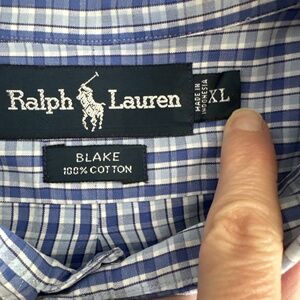 Ralph Lauren
MADE IN
INDONESIA
XL
BLAKE
100% COTTON